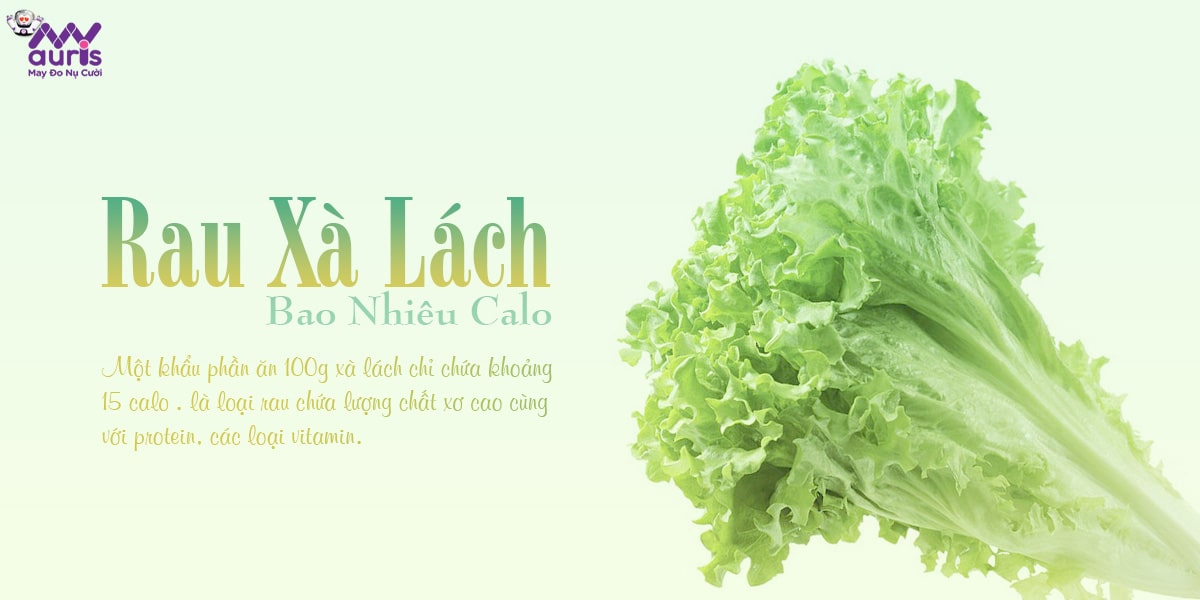 MY
auris
May Đo Nụ Cười
Rau Xà Lách
Bao Nhiêu Calo
Một khẩu phần ăn 100g xà lách chỉ chứa khoảng
15 calo . là loại rau chứa lượng chất xơ cao cùng
với protein, các loại vitamin.